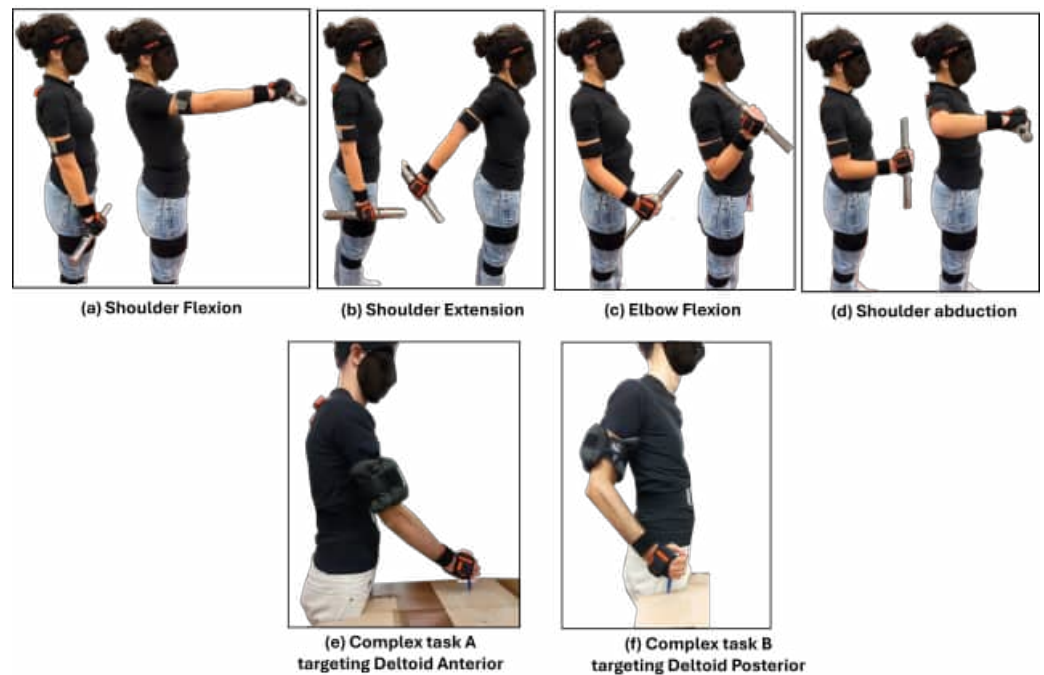 (a) Shoulder Flexion
(b) Shoulder Extension
(c) Elbow Flexion
(d) Shoulder abduction
(e) Complex task A
targeting Deltoid Anterior
(f) Complex task B
targeting Deltoid Posterior